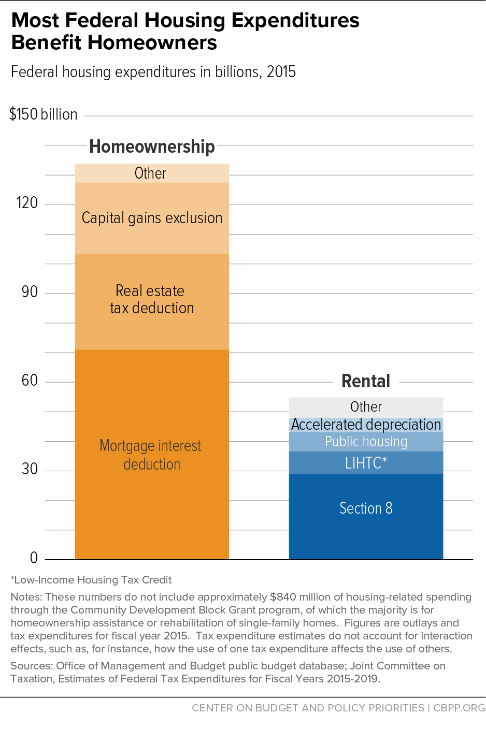 Most Federal Housing Expenditures
Benefit Homeowners
Federal housing expenditures in billions, 2015
$150 billion
Homeownership
Other
120
Capital gains exclusion
90
Real estate
tax deduction
60
Rental
Other
Accelerated depreciation
Public housing
Mortgage interest
deduction
LIHTC*
30
Section 8
0
*Low-Income Housing Tax Credit
Notes: These numbers do not include approximately $840 million of housing-related spending
through the Community Development Block Grant program, of which the majority is for
homeownership assistance or rehabilitation of single-family homes. Figures are outlays and
tax expenditures for fiscal year 2015. Tax expenditure estimates do not account for interaction
effects, such as, for instance, how the use of one tax expenditure affects the use of others.
Sources: Office of Management and Budget public budget database; Joint Committee on
Taxation, Estimates of Federal Tax Expenditures for Fiscal Years 2015-2019.
CENTER ON BUDGET AND POLICY PRIORITIES | CBPP.ORG